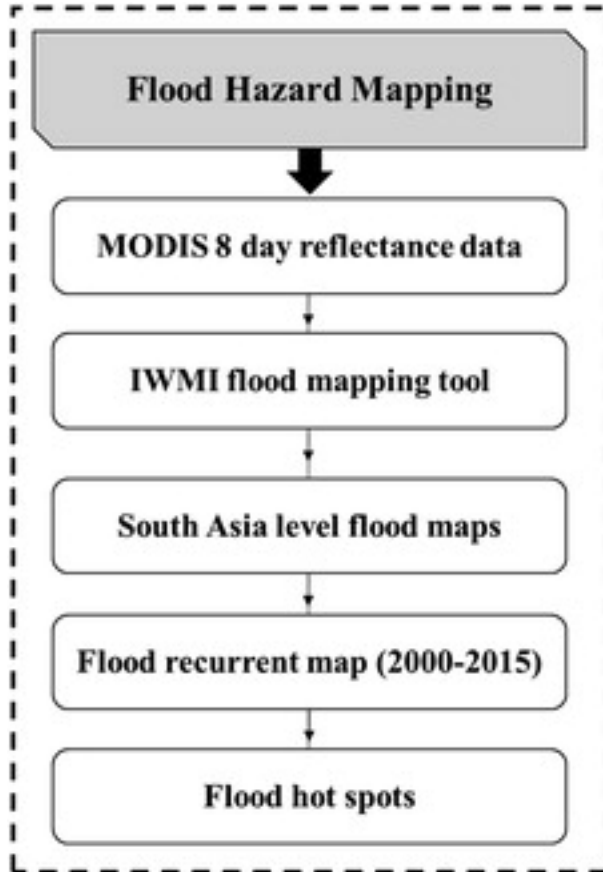 Flood Hazard Mapping
MODIS 8 day reflectance data
IWMI flood mapping tool
South Asia level flood maps
Flood recurrent map (2000-2015)
Flood hot spots